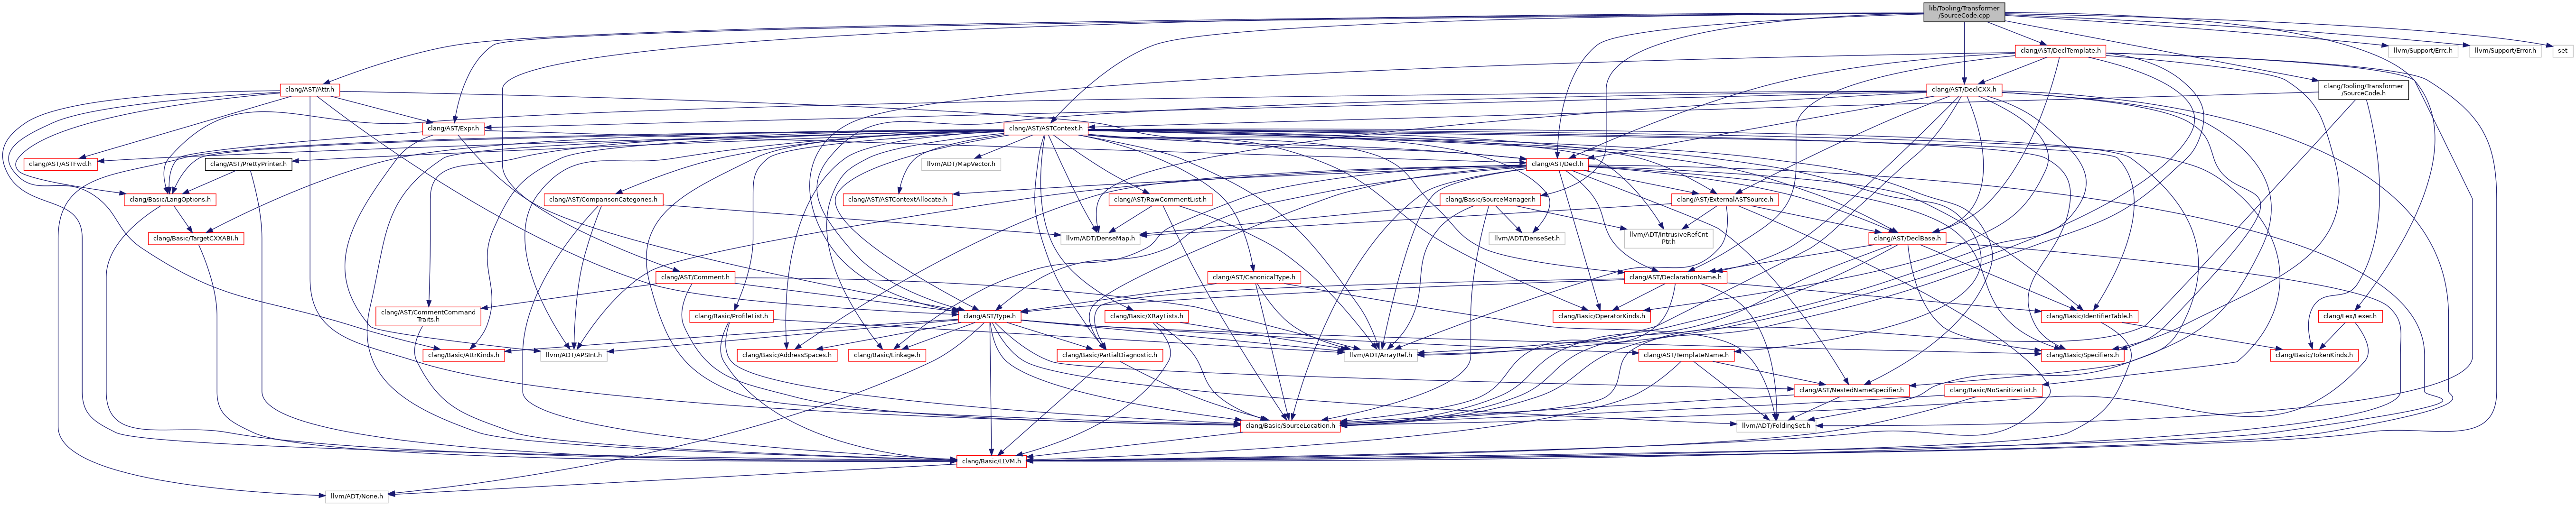 lib/Tooling/Transformer
/SourceCode.cpp
clang/AST/DeclTemplate.h
llvm/Support/Errc.h
llvm/Support/Error.h
set
clang/AST/Attr.h
clang/AST/DeclCXX.h
clang/Tooling/Transformer
/SourceCode.h
clang/AST/Expr.h
clang/AST/ASTContext.h
clang/AST/ASTFwd.h
clang/AST/PrettyPrinter.h
llvm/ADT/MapVector.h
clang/AST/Decl.h
clang/Basic/LangOptions.h
clang/AST/ComparisonCategories.h
clang/AST/ASTContextAllocate.h
clang/AST/RawCommentList.h
clang/Basic/SourceManager.h
clang/AST/ExternalASTSource.h
clang/Basic/TargetCXXABI.h
llvm/ADT/DenseMap.h
llvm/ADT/DenseSet.h
llvm/ADT/IntrusiveRefCnt
Ptr.h
clang/AST/DeclBase.h
clang/AST/Comment.h
clang/AST/CanonicalType.h
clang/AST/DeclarationName.h
clang/AST/CommentCommand
Traits.h
clang/Basic/ProfileList.h
clang/AST/Type.h
clang/Basic/XRayLists.h
clang/Basic/OperatorKinds.h
clang/Basic/IdentifierTable.h
clang/Lex/Lexer.h
clang/Basic/AttrKinds.h
llvm/ADT/APSInt.h
clang/Basic/AddressSpaces.h
clang/Basic/Linkage.h
clang/Basic/PartialDiagnostic.h
llvm/ADT/ArrayRef.h
clang/AST/TemplateName.h
clang/Basic/Specifiers.h
clang/Basic/TokenKinds.h
clang/AST/NestedNameSpecifier.h
clang/Basic/NoSanitizeList.h
clang/Basic/SourceLocation.h
llvm/ADT/FoldingSet.h
clang/Basic/LLVM.h
llvm/ADT/None.h